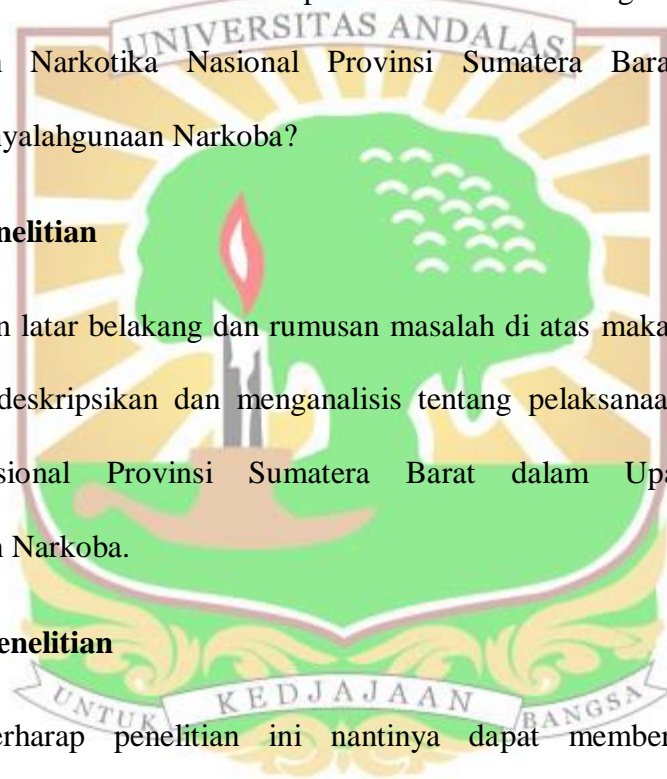 UNIVERSITAS ANDALAS
Narkotika Nasional Provinsi Sumatera Bara
nyalahgunaan Narkoba?
nelitian
n latar belakang dan rumusan masalah di atas maka
deskripsikan dan menganalisis tentang pelaksanaa
sional Provinsi Sumatera Barat dalam Upa
n Narkoba.
enelitian
UNTUK KEDJAJAAN BANGSA
erharap penelitian ini nantinya dapat member